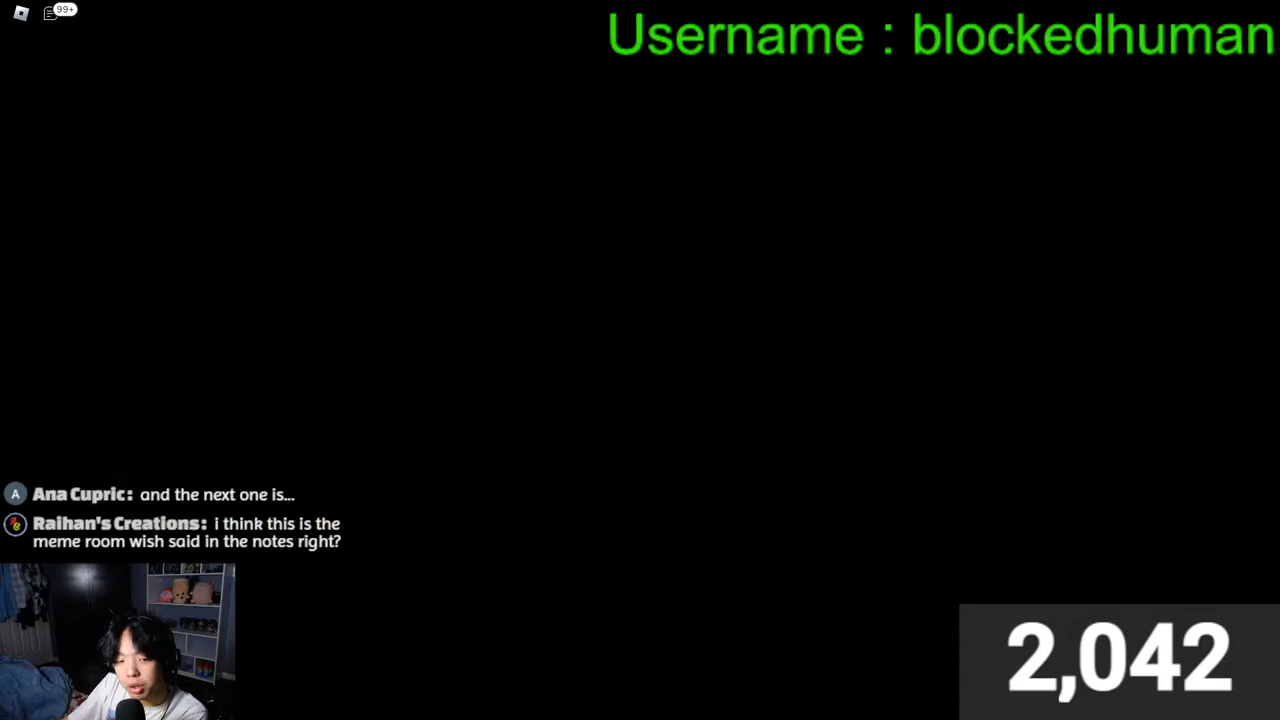 99+
Username : blockedhuman
Ana Cupric: and the next one is...
Raihan's Creations: i think this is the
meme room wish said in the notes right?
2,042